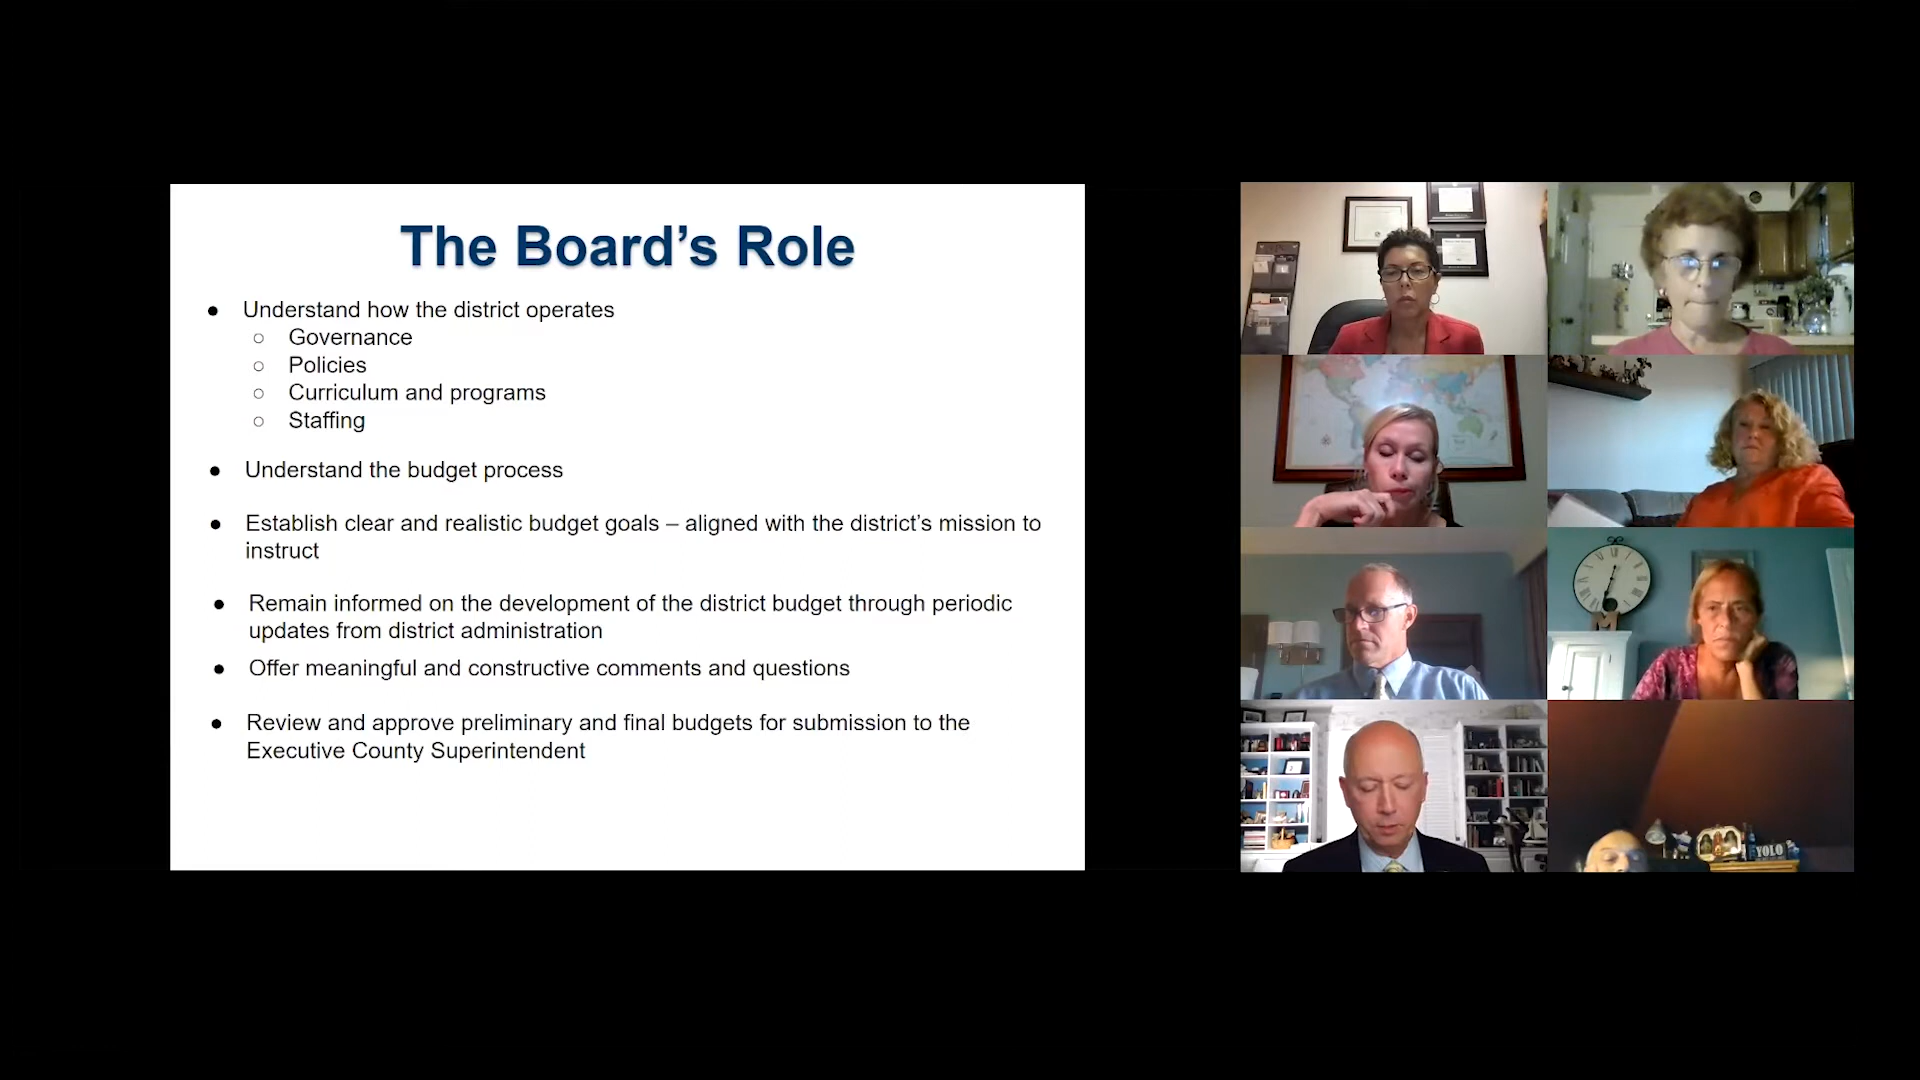 The Board’s Role
● Understand how the district operates
○ Governance
○ Policies
○ Curriculum and programs
○ Staffing
● Understand the budget process
● Establish clear and realistic budget goals – aligned with the district’s mission to
instruct
● Remain informed on the development of the district budget through periodic
updates from district administration
● Offer meaningful and constructive comments and questions
● Review and approve preliminary and final budgets for submission to the
Executive County Superintendent
YOLO